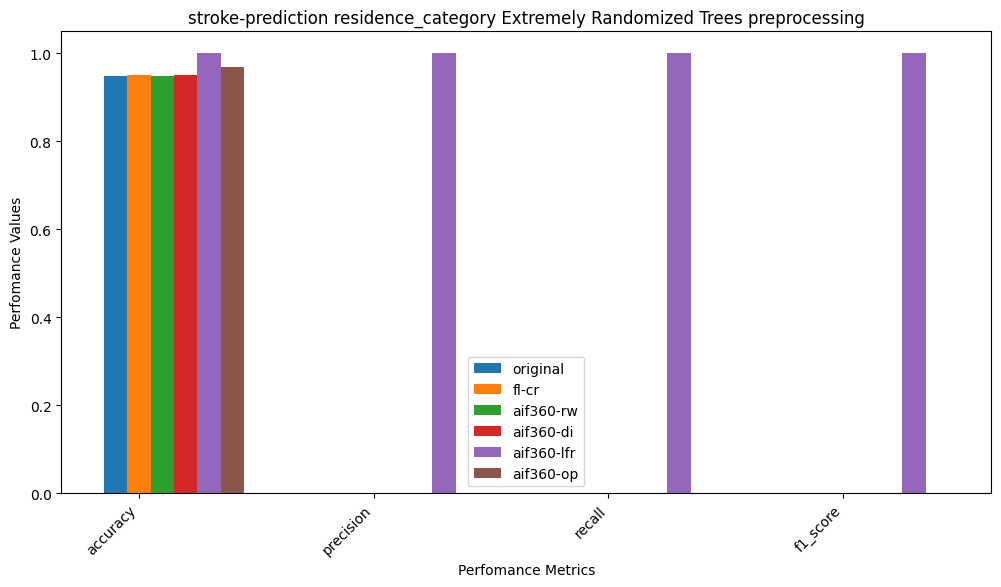 stroke-prediction residence_category Extremely Randomized Trees preprocessing
1.0
0.8
0.6
0.4
0.2
0.0
Perfomance Values
original
fl-cr
aif360-rw
aif360-di
aif360-lfr
aif360-op
accuracy
precision
recall
f1_score
Perfomance Metrics